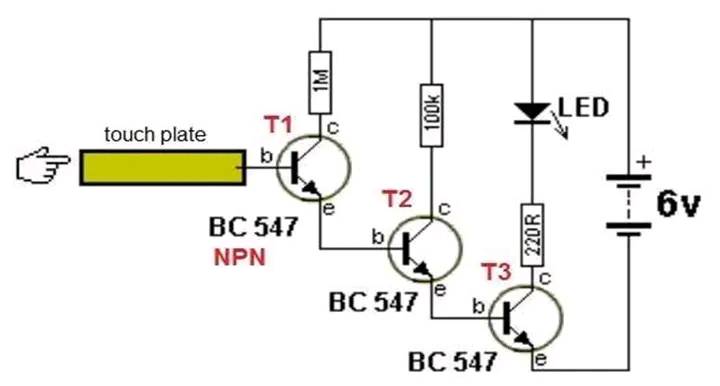 touch plate
T1
1M
c
b
e
BC 547
NPN
T2
100k
c
b
e
BC 547
T3
LED
220R
c
b
e
BC 547
+
6v